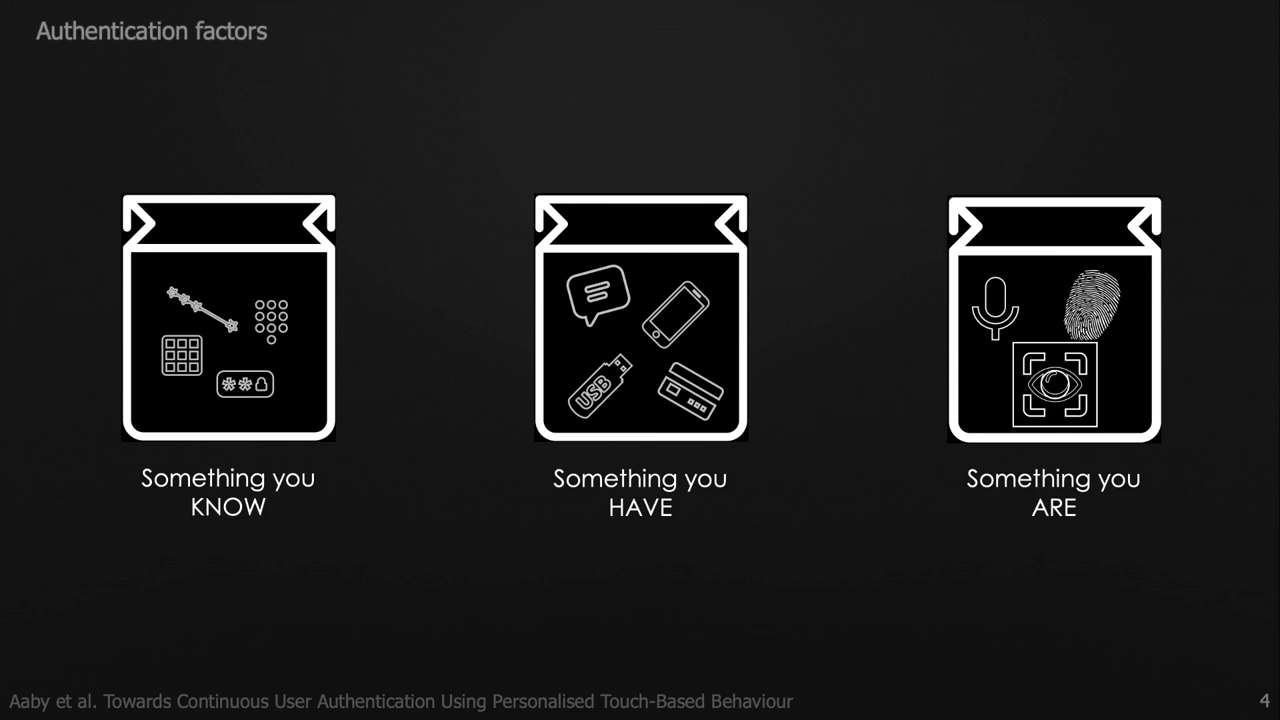 Authentication factors
USB
**
Something you
KNOW
Something you
HAVE
Something you
ARE
Aaby et al. Towards Continuous User Authentication Using Personalised Touch-Based Behaviour
4